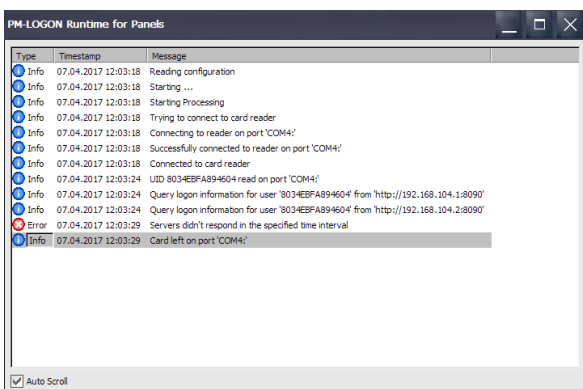 PM-LOGON Runtime for Panels
Type Timestamp Message
Info 07.04.2017 12:03:18 Reading configuration
Info 07.04.2017 12:03:18 Starting ...
Info 07.04.2017 12:03:18 Starting Processing
Info 07.04.2017 12:03:18 Trying to connect to card reader
Info 07.04.2017 12:03:18 Connecting to reader on port 'COM4:'
Info 07.04.2017 12:03:18 Successfully connected to reader on port 'COM4:'
Info 07.04.2017 12:03:18 Connected to card reader
Info 07.04.2017 12:03:24 UID 8034EBFA894604 read on port 'COM4:'
Info 07.04.2017 12:03:24 Query logon information for user '8034EBFA894604' from 'http://192.168.104.1:8090'
Info 07.04.2017 12:03:24 Query logon information for user '8034EBFA894604' from 'http://192.168.104.2:8090'
Error 07.04.2017 12:03:29 Servers didn't respond in the specified time interval
Info 07.04.2017 12:03:29 Card left on port 'COM4:'
Auto Scroll